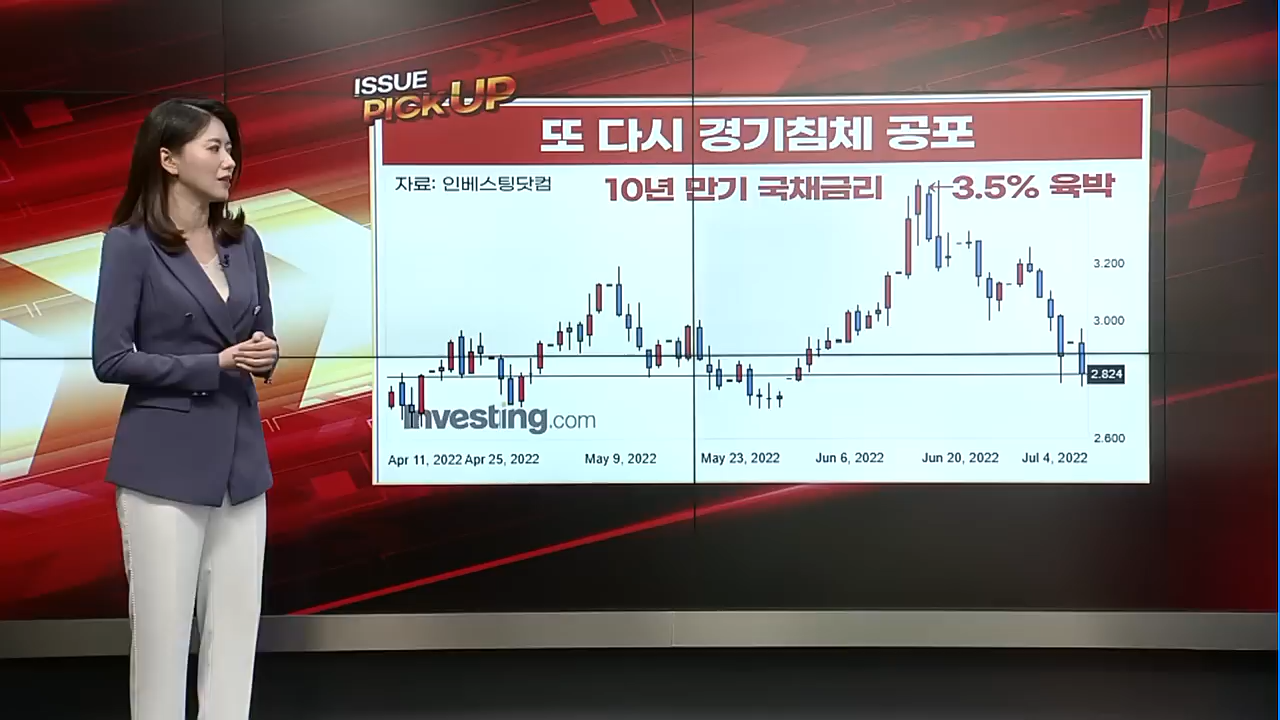 ISSUE
PICK UP
또 다시 경기침체 공포
자료: 인베스팅닷컴
10년 만기 국채금리
3.5% 육박
3.200
3.000
2.824
2.600
Investing.com
Apr 11, 2022 Apr 25, 2022 May 9, 2022 May 23, 2022 Jun 6, 2022 Jun 20, 2022 Jul 4, 2022